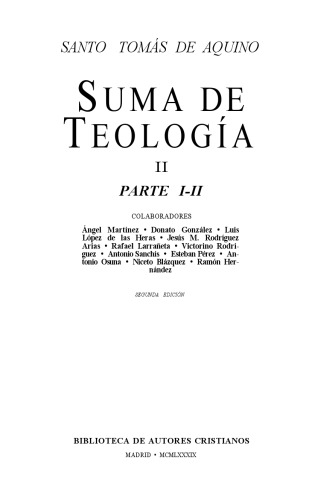 SANTO TOMÁS DE AQUINO
SUMA DE
TEOLOGÍA
II
PARTE I-II
COLABORADORES
Ángel Martínez • Donato González • Luis
López de las Heras • Jesús M. Rodríguez
Arias • Rafael Larrañeta • Victorino Rodrí-
guez • Antonio Sanchis • Esteban Pérez • An-
tonio Osuna • Niceto Blázquez • Ramón Her-
nández
SEGUNDA EDICIÓN
BIBLIOTECA DE AUTORES CRISTIANOS
MADRID • MCMLXXXIX